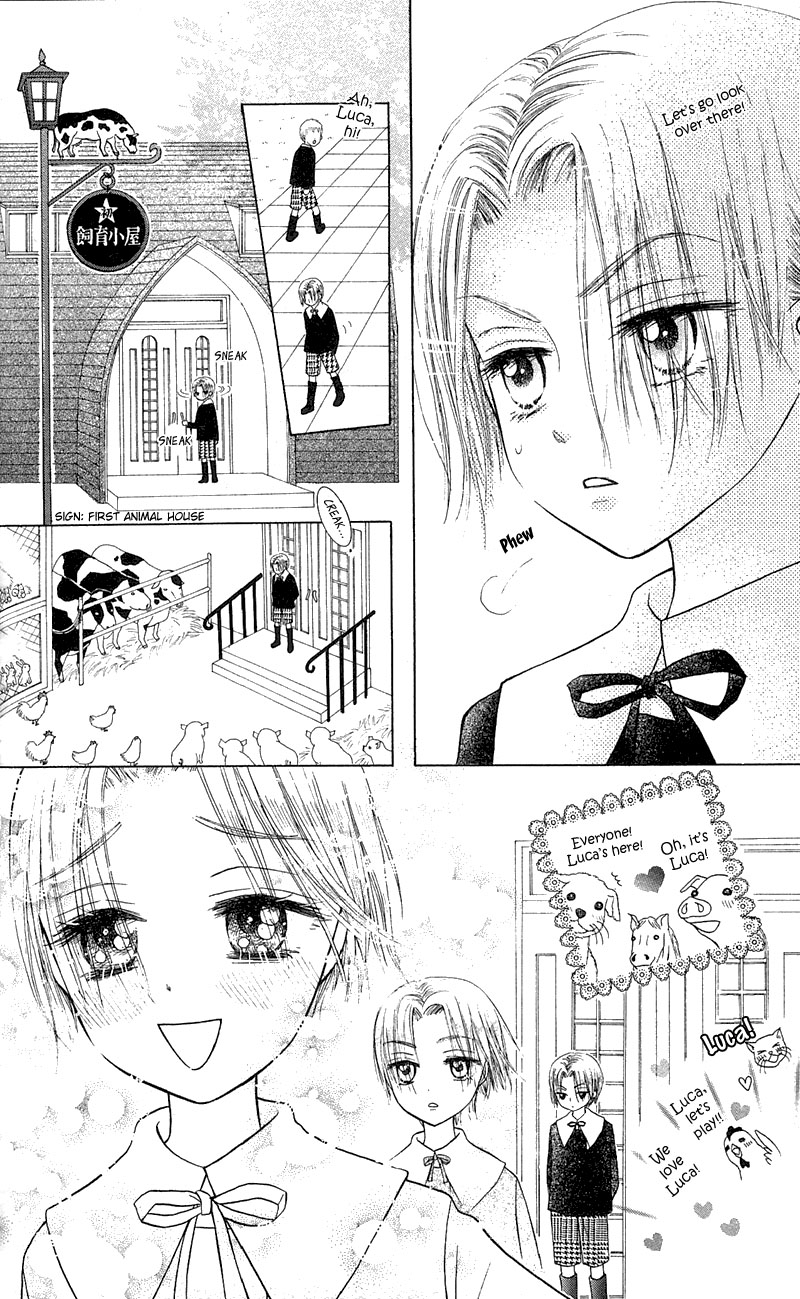 Let's go look
over there!
Phew
Ah,
Luca,
hi!
初
飼育小屋
SNEAK
SNEAK
SIGN: FIRST ANIMAL HOUSE
CREAK...
Everyone!
Luca's here!
Oh, it's
Luca!
Luca!
Luca,
let's
play!!
We
love
Luca!